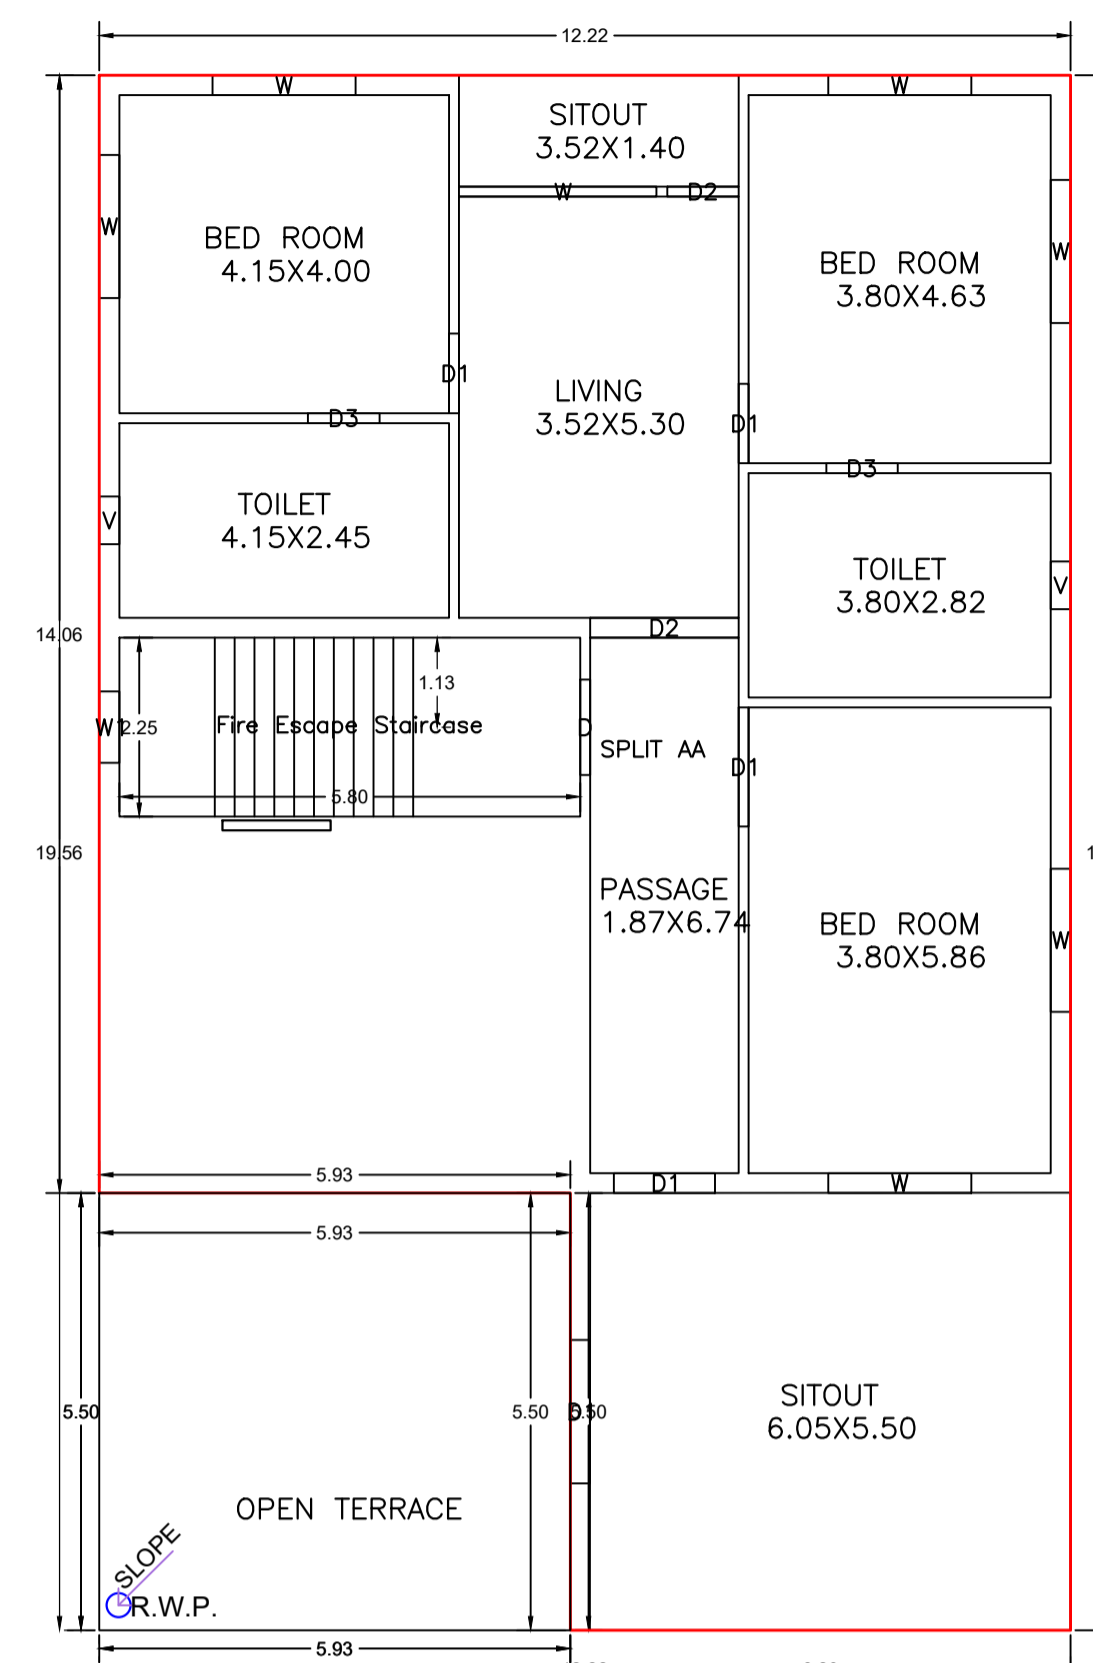 12.22
W
W
SITOUT
3.52X1.40
W
D2
W
BED ROOM
4.15X4.00
W
BED ROOM
3.80X4.63
D1
LIVING
3.52X5.30
D1
D3
D3
TOILET
4.15X2.45
V
TOILET
3.80X2.82
V
14.06
D2
1.13
W1
2.25
Fire Escape Staircase
D
SPLIT AA
D1
5.80
19.56
PASSAGE
1.87X6.74
BED ROOM
3.80X5.86
W
5.93
D1
W
5.93
5.50
5.50
5.50
SITOUT
6.05X5.50
OPEN TERRACE
SLOPE
R.W.P.
5.93